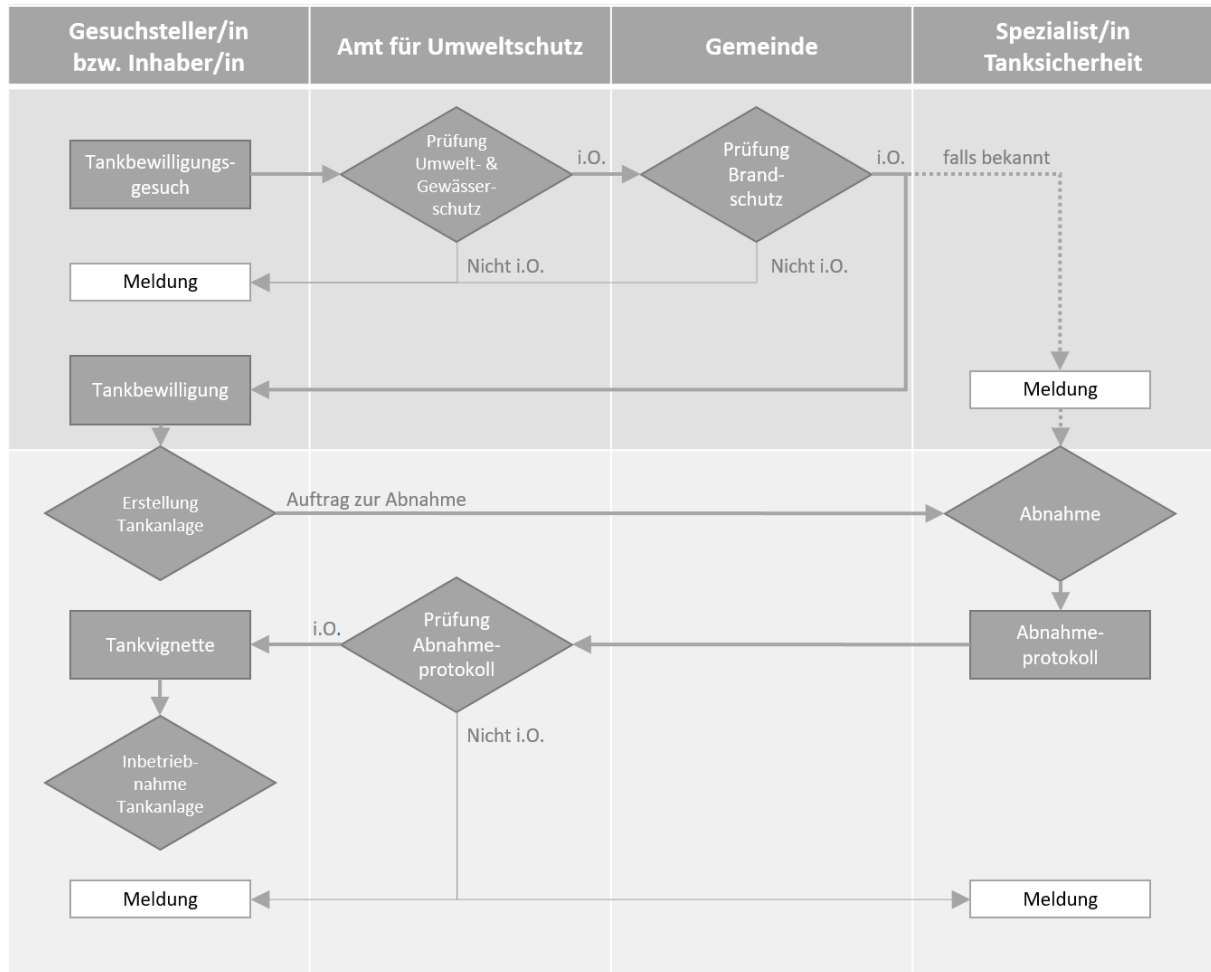 Gesuchsteller/in
bzw. Inhaber/in
Amt für Umweltschutz
Gemeinde
Spezialist/in
Tanksicherheit
Tankbewilligungs-
gesuch
Prüfung
Umwelt- &
Gewässer-
schutz
i.O.
Prüfung
Brand-
schutz
i.O.
falls bekannt
Meldung
Nicht i.O.
Nicht i.O.
Tankbewilligung
Meldung
Erstellung
Tankanlage
Auftrag zur Abnahme
Abnahme
Tankvignette
i.O.
Prüfung
Abnahme-
protokoll
Abnahme-
protokoll
Nicht i.O.
Inbetrieb-
nahme
Tankanlage
Meldung
Meldung